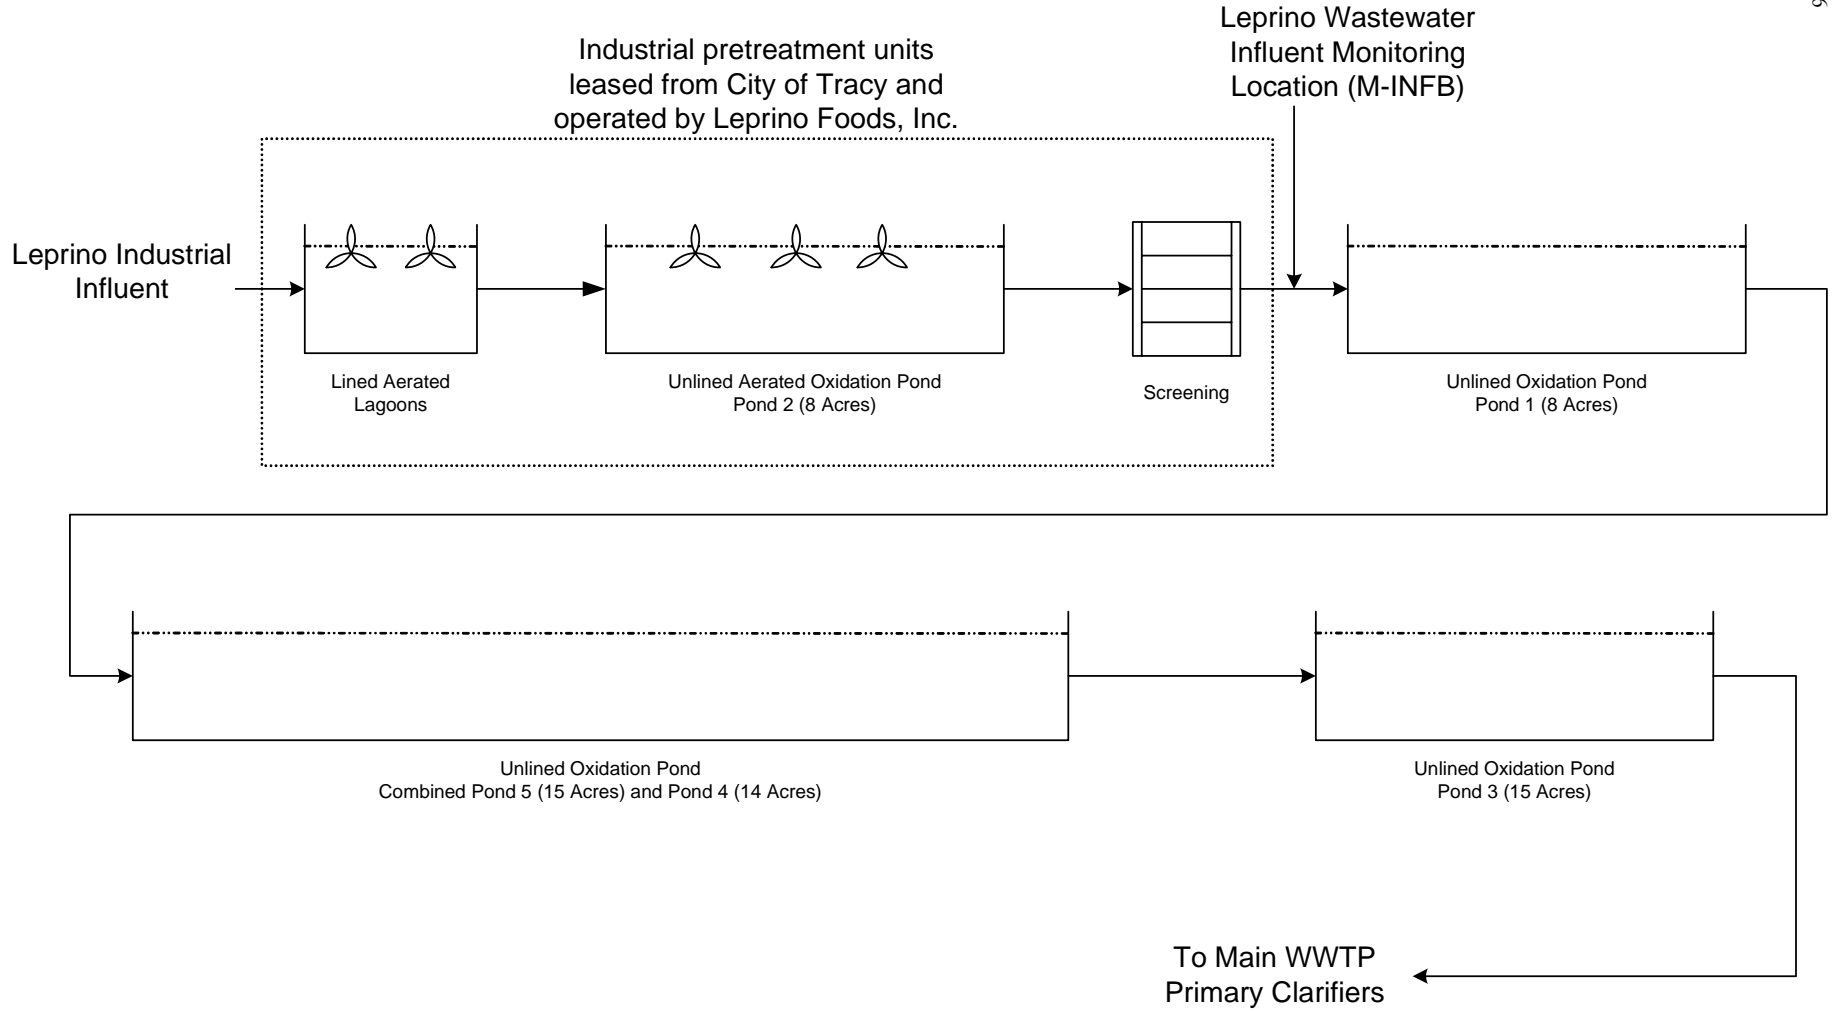 Leprino Wastewater
Influent Monitoring
Location (M-INFB)
Industrial pretreatment units
leased from City of Tracy and
operated by Leprino Foods, Inc.
Leprino Industrial
Influent
Lined Aerated
Lagoons
Unlined Aerated Oxidation Pond
Pond 2 (8 Acres)
Screening
Unlined Oxidation Pond
Pond 1 (8 Acres)
Unlined Oxidation Pond
Combined Pond 5 (15 Acres) and Pond 4 (14 Acres)
Unlined Oxidation Pond
Pond 3 (15 Acres)
To Main WWTP
Primary Clarifiers